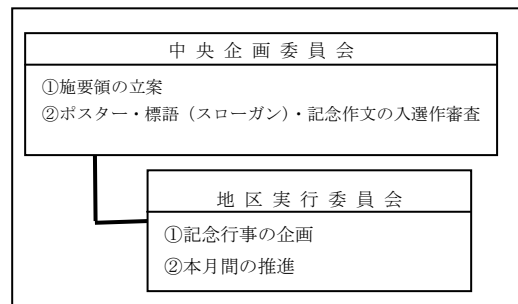 中央企画委員会
①施要領の立案
②ポスター・標語（スローガン）・記念作文の入選作審査
地区実行委員会
①記念行事の企画
②本月間の推進